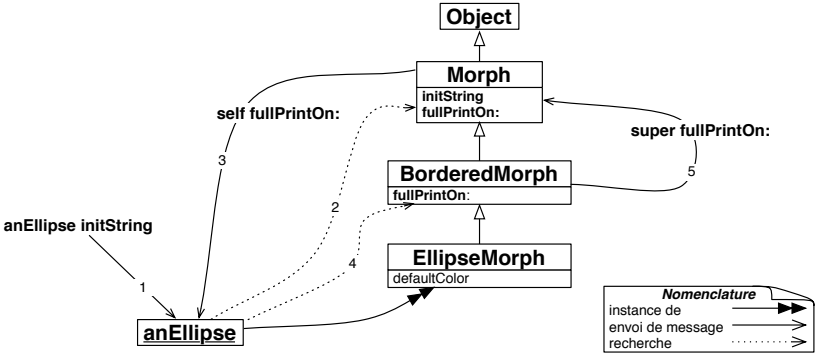 Object
Morph
initString
fullPrintOn:
self fullPrintOn:
super fullPrintOn:
3
BorderedMorph
5
fullPrintOn:
2
anEllipse initString
EllipseMorph
4
defaultColor
1
Nomenclature
instance de
envoi de message
recherche
anEllipse